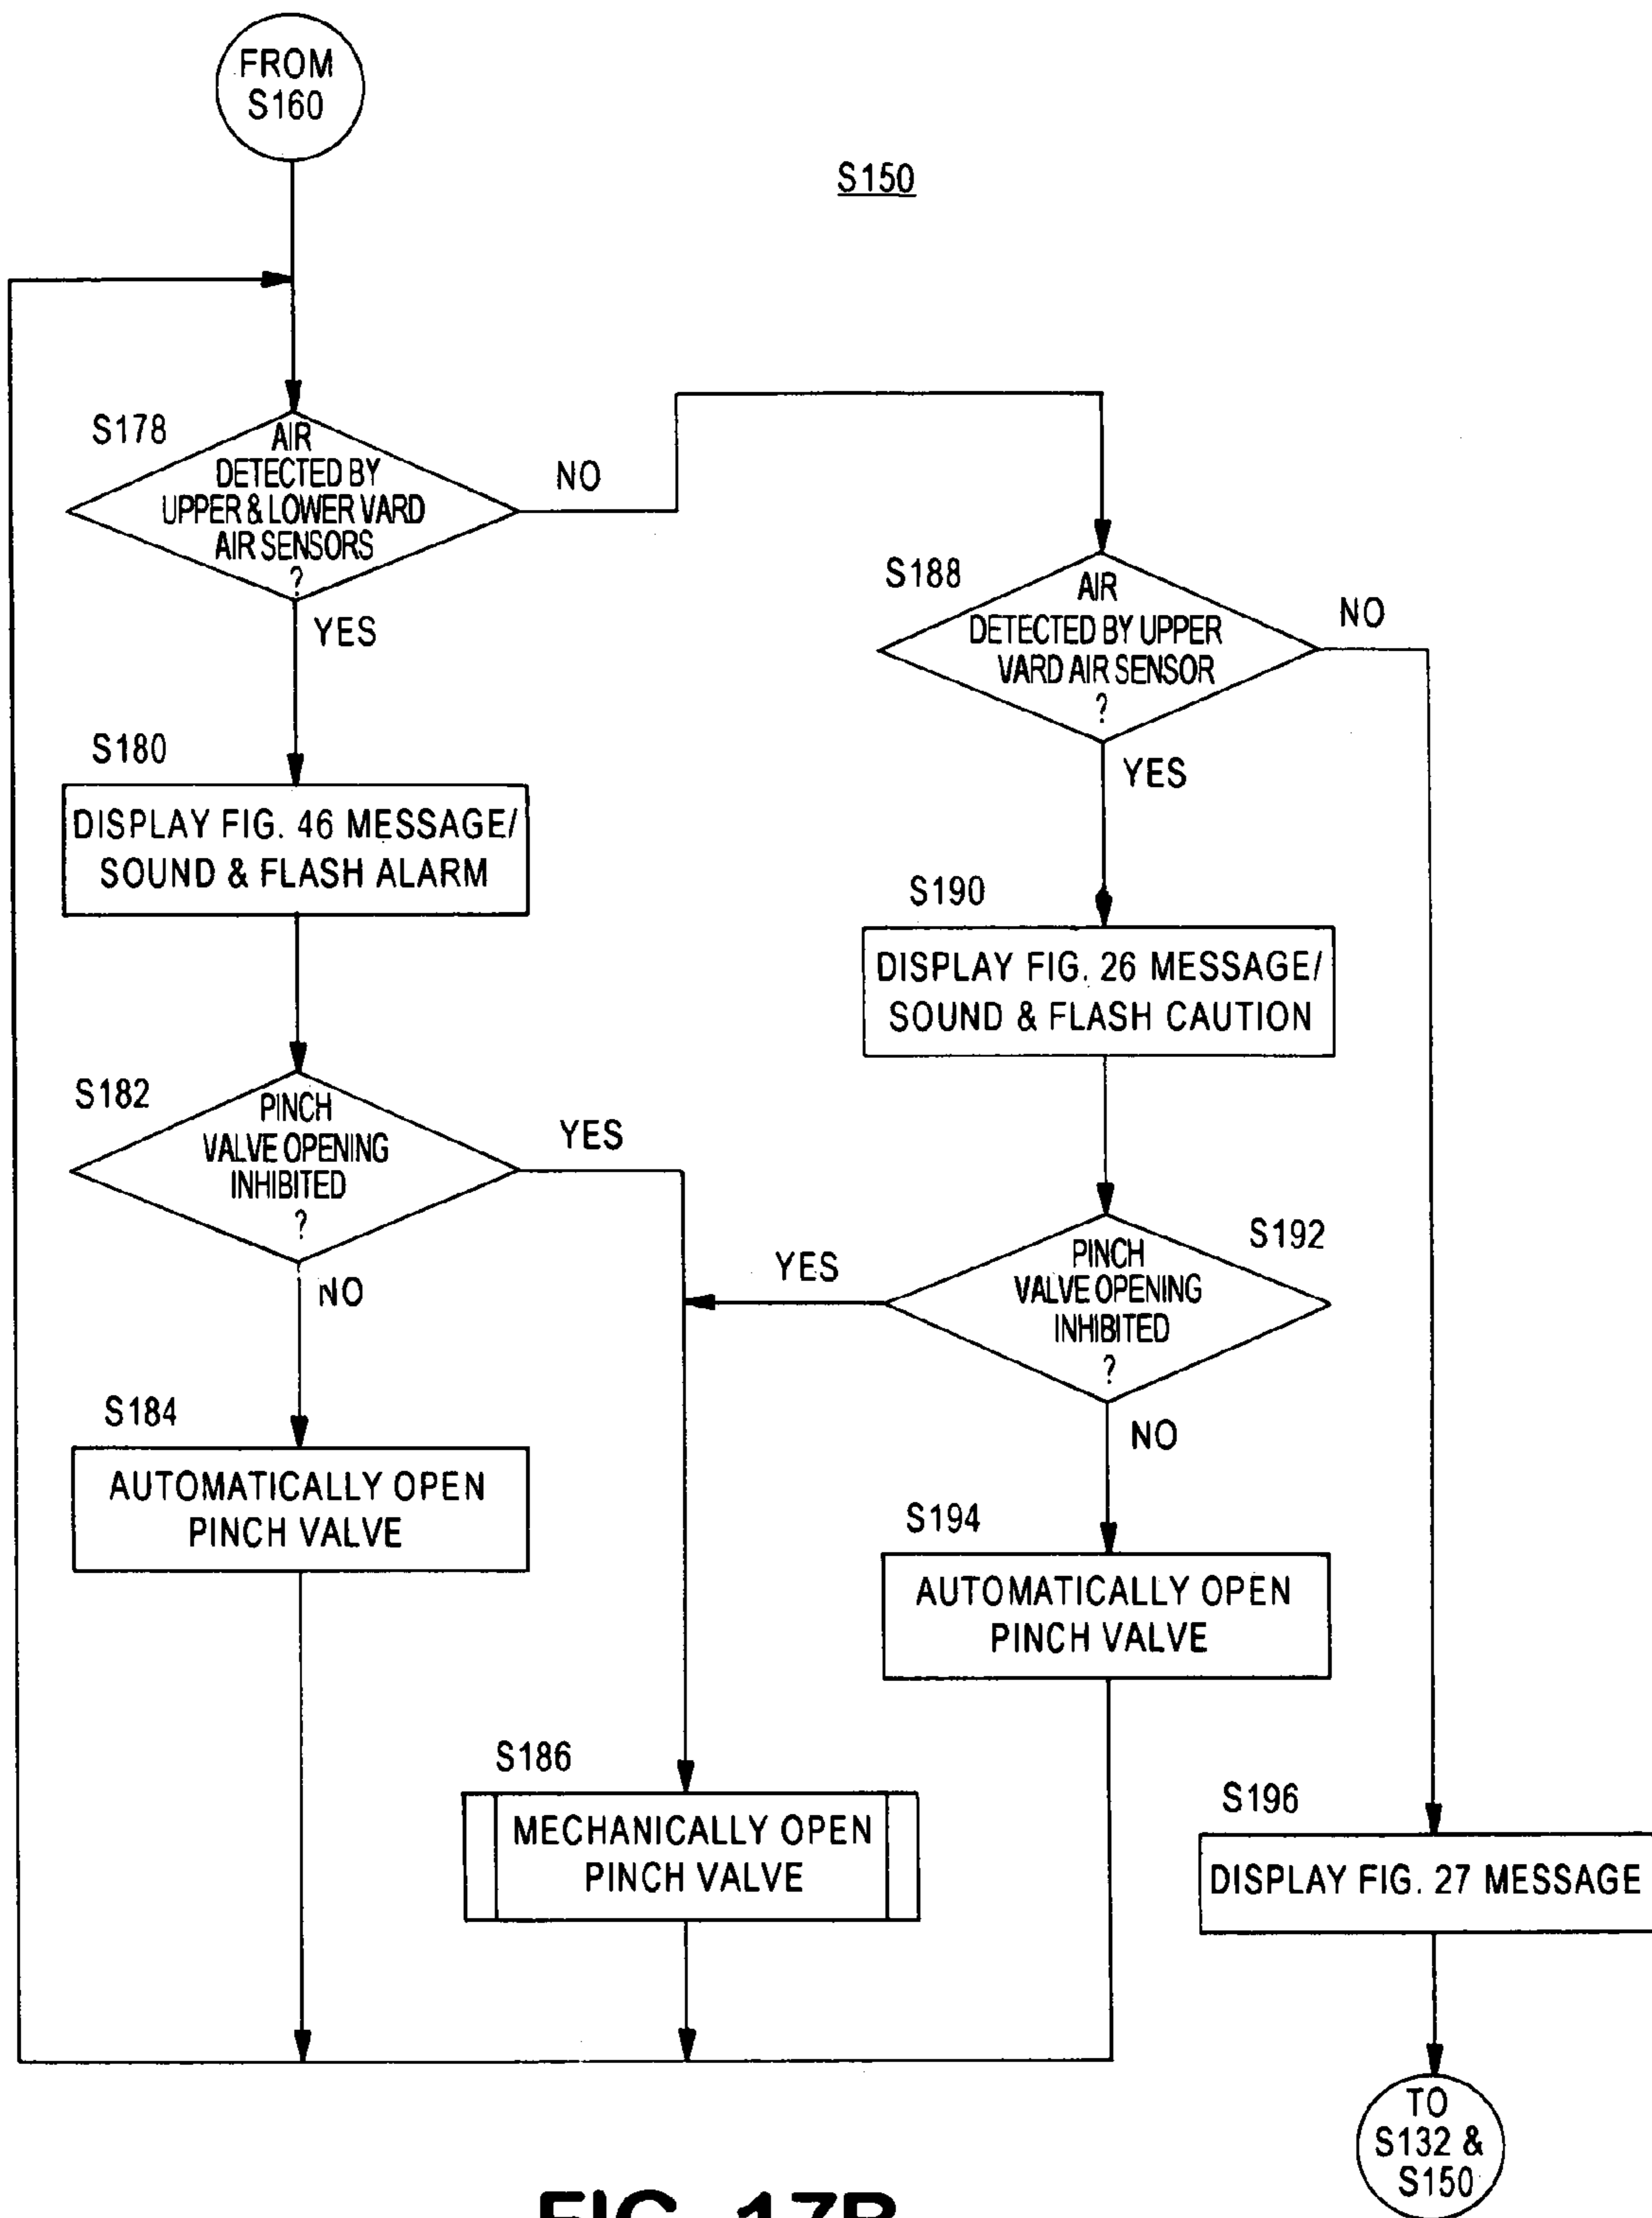 FROM
S160
S150
S178
AIR
DETECTED BY
UPPER & LOWER VARD
AIR SENSORS
?
NO
YES
S188
AIR
DETECTED BY UPPER
VARD AIR SENSOR
?
NO
YES
S180
DISPLAY FIG. 46 MESSAGE/
SOUND & FLASH ALARM
S190
DISPLAY FIG. 26 MESSAGE/
SOUND & FLASH CAUTION
S182
PINCH
VALVE OPENING
INHIBITED
?
YES
NO
S192
PINCH
VALVE OPENING
INHIBITED
?
YES
NO
S184
AUTOMATICALLY OPEN
PINCH VALVE
S194
AUTOMATICALLY OPEN
PINCH VALVE
S186
MECHANICALLY OPEN
PINCH VALVE
S196
DISPLAY FIG. 27 MESSAGE
TO
S132 &
S150
FIG. 17B